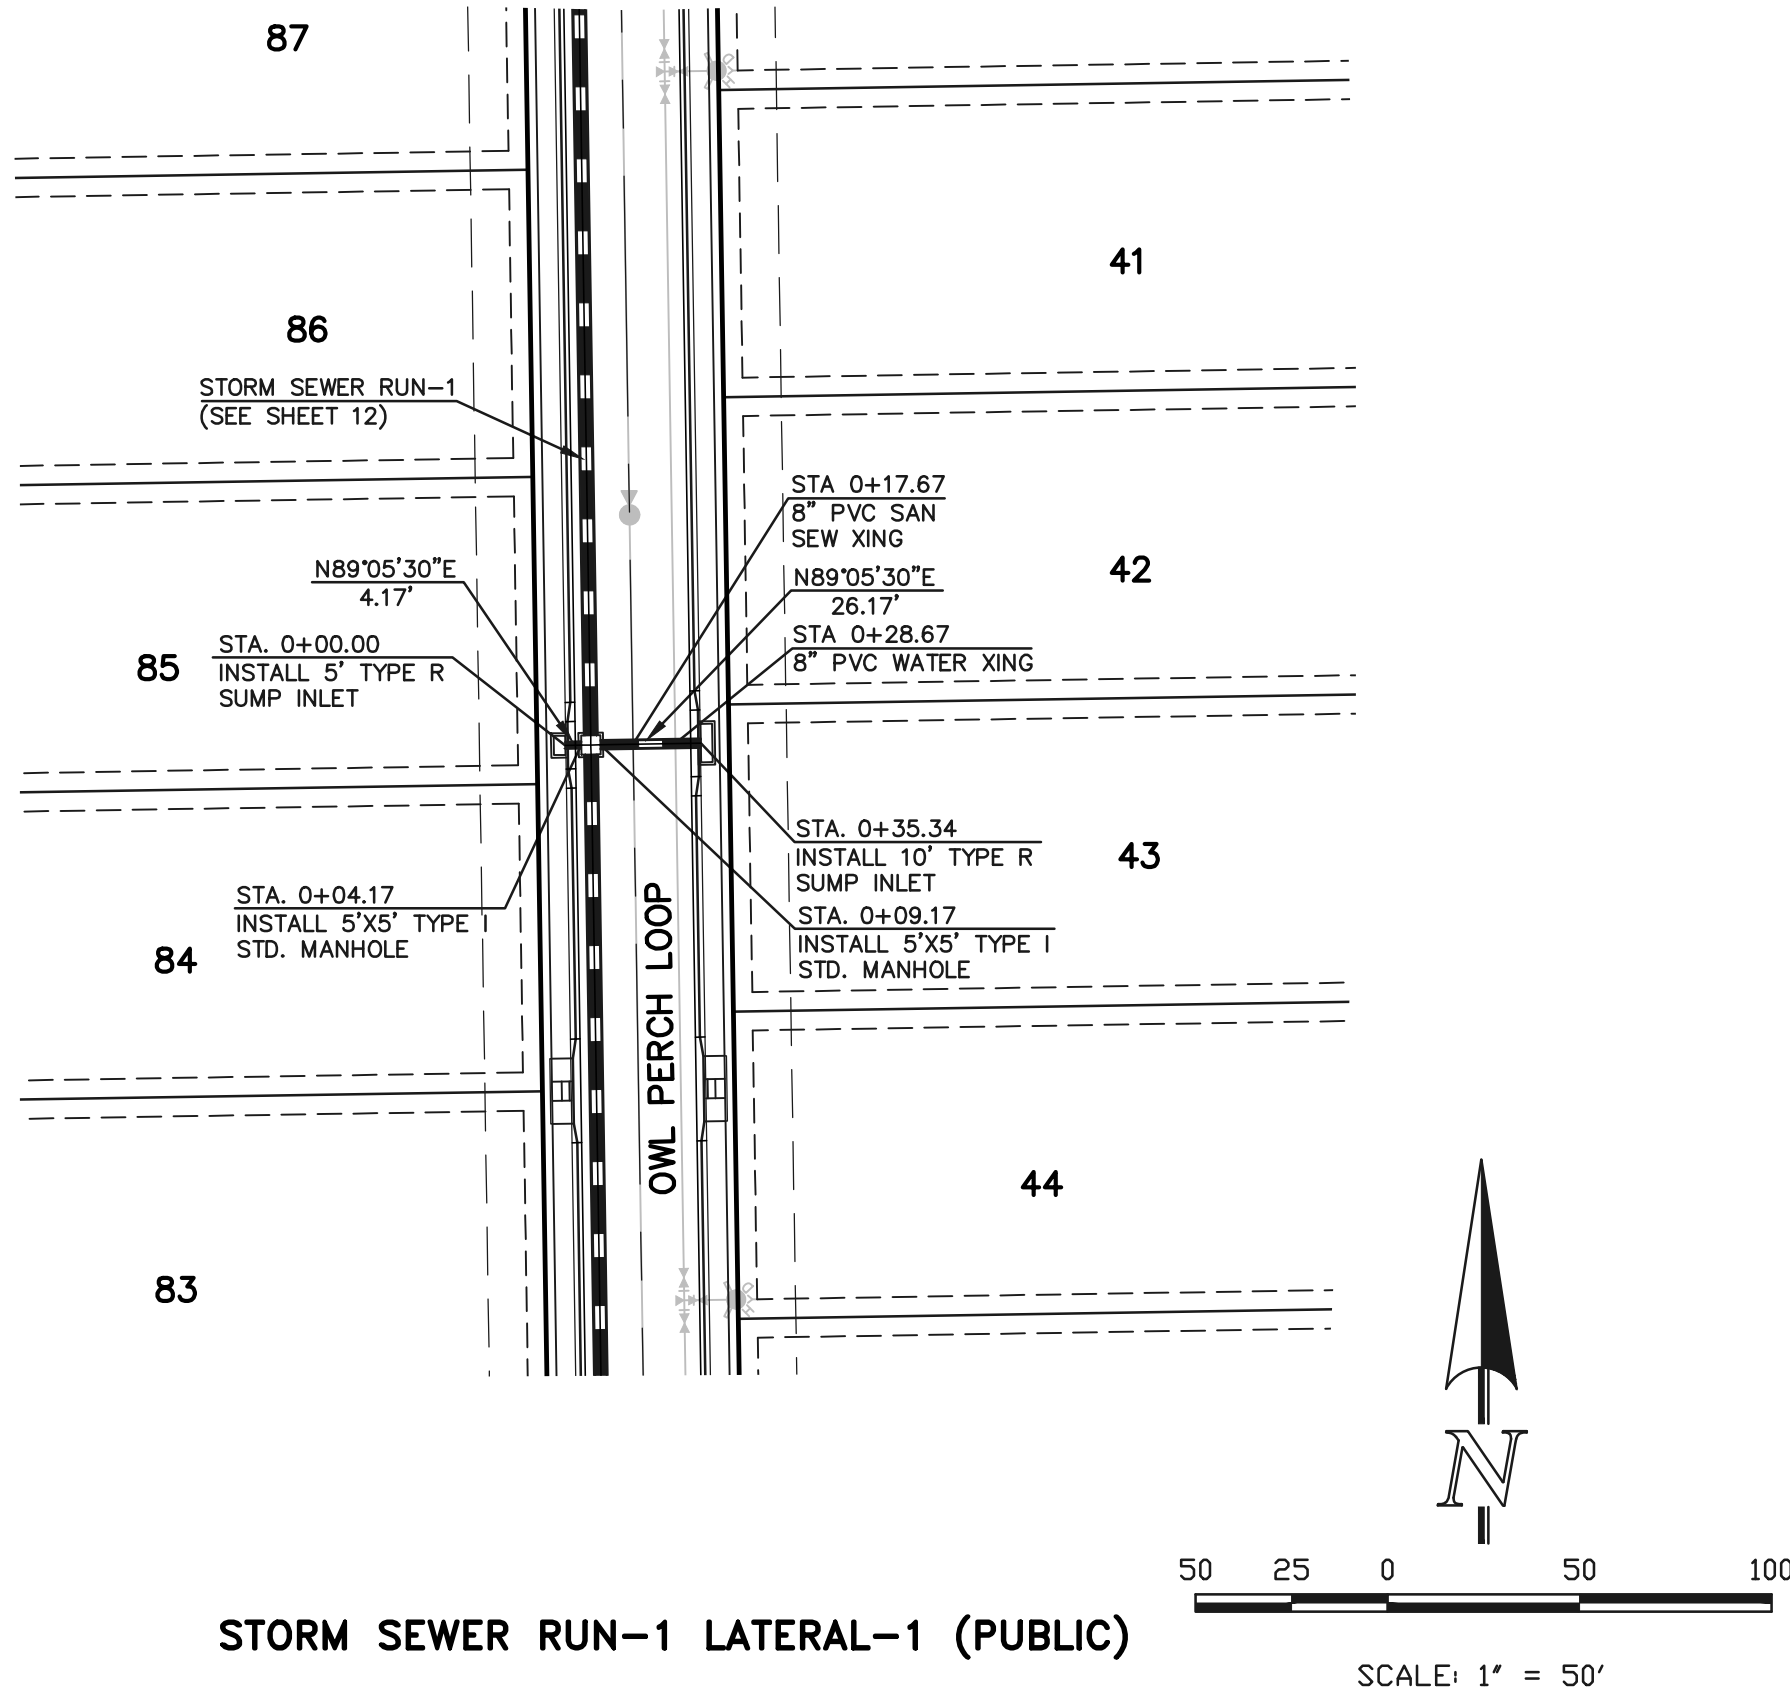 87
41
86
STORM SEWER RUN-1
(SEE SHEET 12)
STA 0+17.67
8" PVC SAN
SEW XING
N89°05'30"E
4.17'
N89°05'30"E
26.17'
42
STA. 0+00.00
INSTALL 5' TYPE R
SUMP INLET
85
STA 0+28.67
8" PVC WATER XING
STA. 0+35.34
INSTALL 10' TYPE R
SUMP INLET
43
STA. 0+04.17
INSTALL 5'X5' TYPE I
STD. MANHOLE
STA. 0+09.17
INSTALL 5'X5' TYPE I
STD. MANHOLE
84
OWL PERCH LOOP
44
83
HYD
N
50 25 0 50 100
STORM SEWER RUN-1 LATERAL-1 (PUBLIC)
SCALE: 1" = 50'